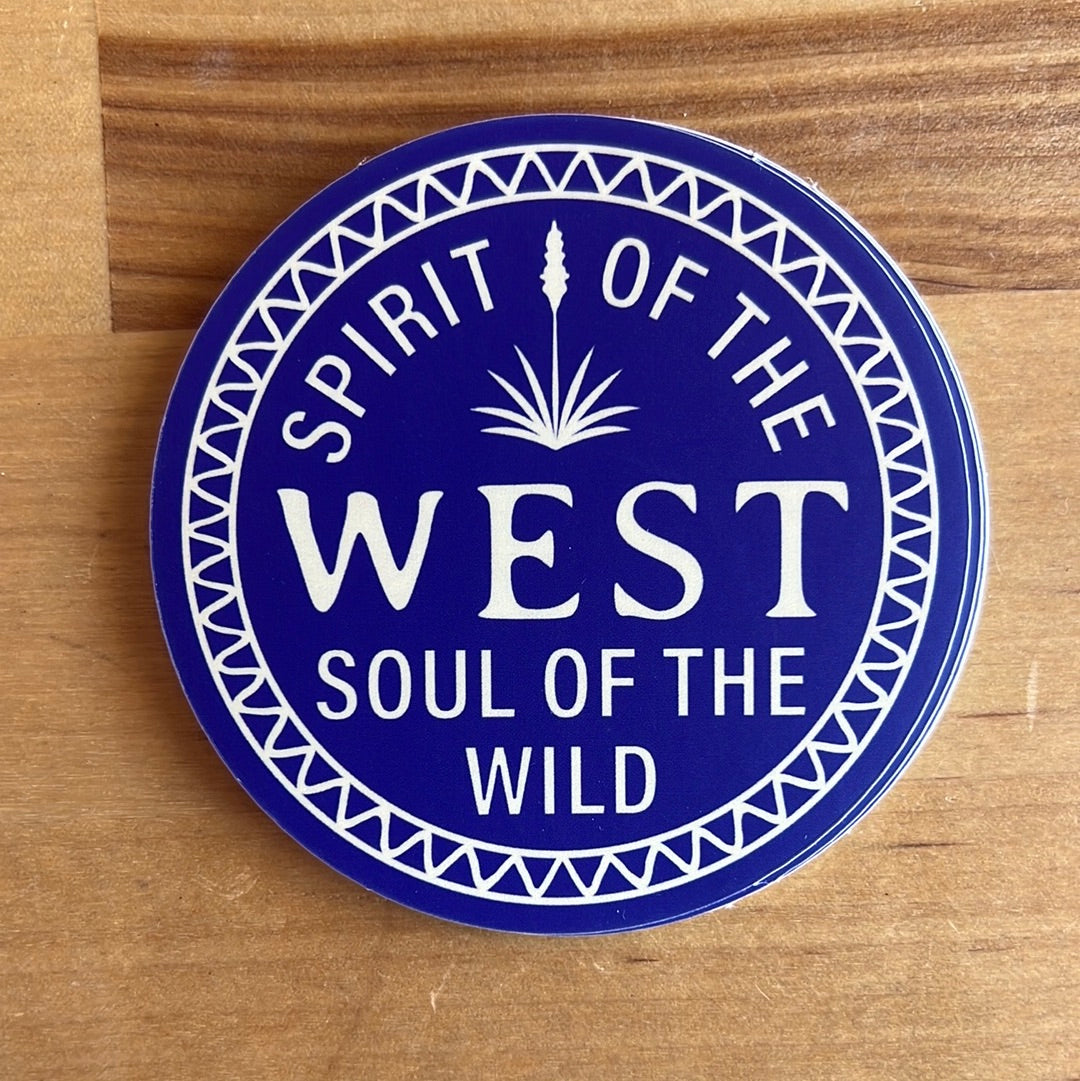 SPIRIT OF THE
WEST
SOUL OF THE
WILD